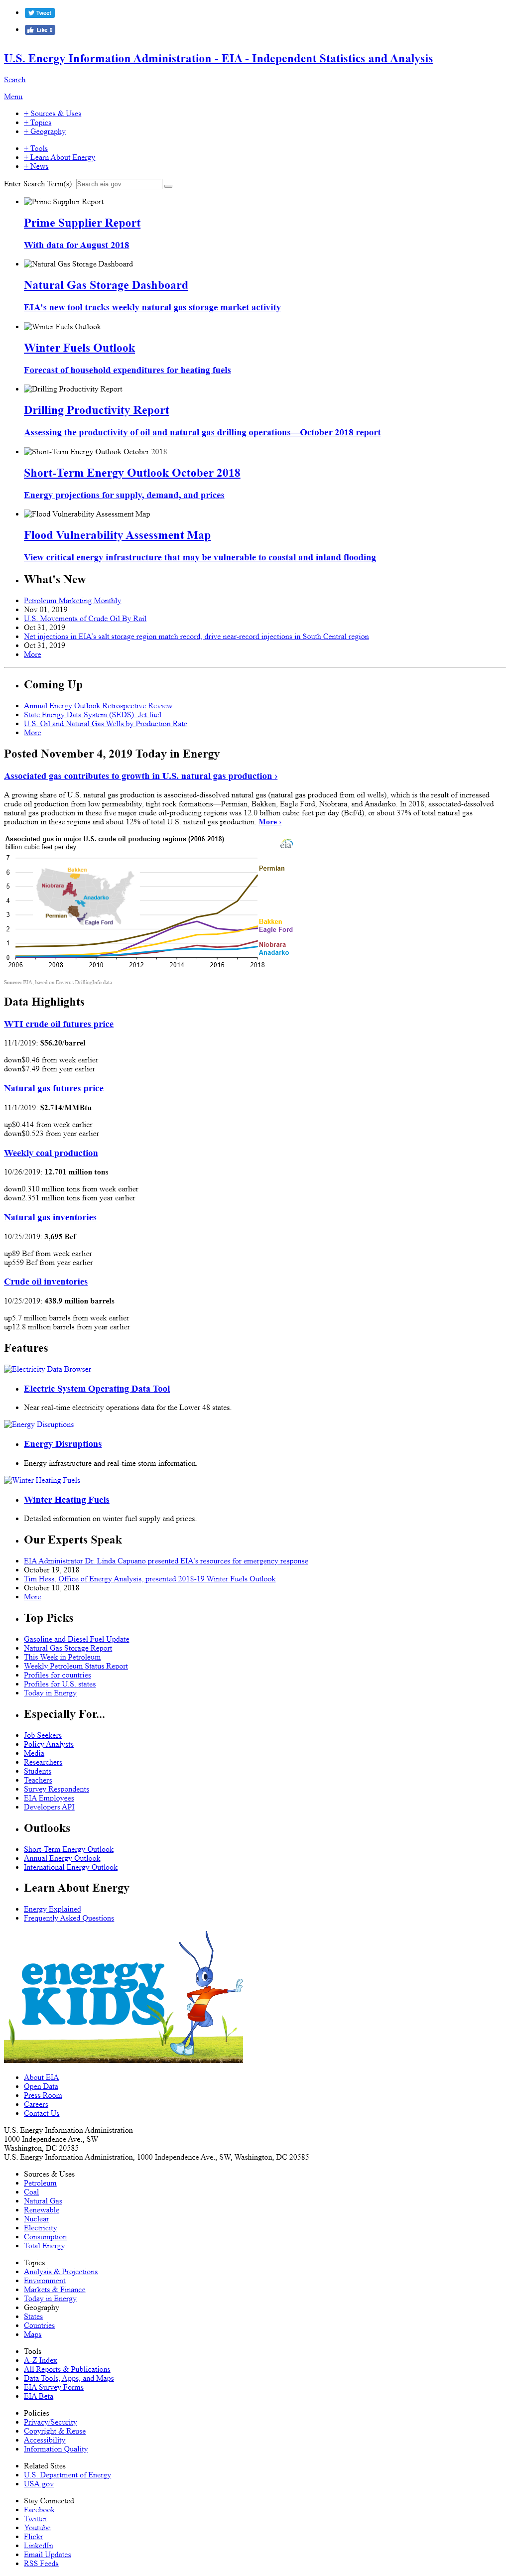 Tweet
Like 0
U.S. Energy Information Administration - EIA - Independent Statistics and Analysis
Search
Menu
+ Sources & Uses
+ Topics
+ Geography
+ Tools
+ Learn About Energy
+ News
Enter Search Term(s): Search eia.gov
Prime Supplier Report
Prime Supplier Report
With data for August 2018
Natural Gas Storage Dashboard
Natural Gas Storage Dashboard
EIA's new tool tracks weekly natural gas storage market activity
Winter Fuels Outlook
Winter Fuels Outlook
Forecast of household expenditures for heating fuels
Drilling Productivity Report
Drilling Productivity Report
Assessing the productivity of oil and natural gas drilling operations—October 2018 report
Short-Term Energy Outlook October 2018
Short-Term Energy Outlook October 2018
Energy projections for supply, demand, and prices
Flood Vulnerability Assessment Map
Flood Vulnerability Assessment Map
View critical energy infrastructure that may be vulnerable to coastal and inland flooding
What's New
Petroleum Marketing Monthly
Nov 01, 2019
U.S. Movements of Crude Oil By Rail
Oct 31, 2019
Net injections in EIA's salt storage region match record, drive near-record injections in South Central region
Oct 31, 2019
More
Coming Up
Annual Energy Outlook Retrospective Review
State Energy Data System (SEDS): Jet fuel
U.S. Oil and Natural Gas Wells by Production Rate
More
Posted November 4, 2019 Today in Energy
Associated gas contributes to growth in U.S. natural gas production ›
A growing share of U.S. natural gas production is associated-dissolved natural gas (natural gas produced from oil wells), which is the result of increased
crude oil production from low permeability, tight rock formations—Permian, Bakken, Eagle Ford, Niobrara, and Anadarko. In 2018, associated-dissolved
natural gas production in these five major crude oil-producing regions was 12.0 billion cubic feet per day (Bcf/d), or about 37% of total natural gas
production in these regions and about 12% of total U.S. natural gas production. More ›
Associated gas in major U.S. crude oil-producing regions (2006-2018)
billion cubic feet per day
eia
7
6
5
4
3
2
1
0
Bakken
Niobrara
Anadarko
Permian
Eagle Ford
Permian
Bakken
Eagle Ford
Niobrara
Anadarko
2006 2008 2010 2012 2014 2016 2018
Source: EIA, based on Enverus DrillingInfo data
Data Highlights
WTI crude oil futures price
11/1/2019: $56.20/barrel
down$0.46 from week earlier
down$7.49 from year earlier
Natural gas futures price
11/1/2019: $2.714/MMBtu
up$0.414 from week earlier
down$0.523 from year earlier
Weekly coal production
10/26/2019: 12.701 million tons
down0.310 million tons from week earlier
down2.351 million tons from year earlier
Natural gas inventories
10/25/2019: 3,695 Bcf
up89 Bcf from week earlier
up559 Bcf from year earlier
Crude oil inventories
10/25/2019: 438.9 million barrels
up5.7 million barrels from week earlier
up12.8 million barrels from year earlier
Features
Electricity Data Browser
Electric System Operating Data Tool
Near real-time electricity operations data for the Lower 48 states.
Energy Disruptions
Energy Disruptions
Energy infrastructure and real-time storm information.
Winter Heating Fuels
Winter Heating Fuels
Detailed information on winter fuel supply and prices.
Our Experts Speak
EIA Administrator Dr. Linda Capuano presented EIA's resources for emergency response
October 19, 2018
Tim Hess, Office of Energy Analysis, presented 2018-19 Winter Fuels Outlook
October 10, 2018
More
Top Picks
Gasoline and Diesel Fuel Update
Natural Gas Storage Report
This Week in Petroleum
Weekly Petroleum Status Report
Profiles for countries
Profiles for U.S. states
Today in Energy
Especially For...
Job Seekers
Policy Analysts
Media
Researchers
Students
Teachers
Survey Respondents
EIA Employees
Developers API
Outlooks
Short-Term Energy Outlook
Annual Energy Outlook
International Energy Outlook
Learn About Energy
Energy Explained
Frequently Asked Questions
energy
KIDS
About EIA
Open Data
Press Room
Careers
Contact Us
U.S. Energy Information Administration
1000 Independence Ave., SW
Washington, DC 20585
U.S. Energy Information Administration, 1000 Independence Ave., SW, Washington, DC 20585
Sources & Uses
Petroleum
Coal
Natural Gas
Renewable
Nuclear
Electricity
Consumption
Total Energy
Topics
Analysis & Projections
Environment
Markets & Finance
Today in Energy
Geography
States
Countries
Maps
Tools
A-Z Index
All Reports & Publications
Data Tools, Apps, and Maps
EIA Survey Forms
EIA Beta
Policies
Privacy/Security
Copyright & Reuse
Accessibility
Information Quality
Related Sites
U.S. Department of Energy
USA.gov
Stay Connected
Facebook
Twitter
Youtube
Flickr
LinkedIn
Email Updates
RSS Feeds